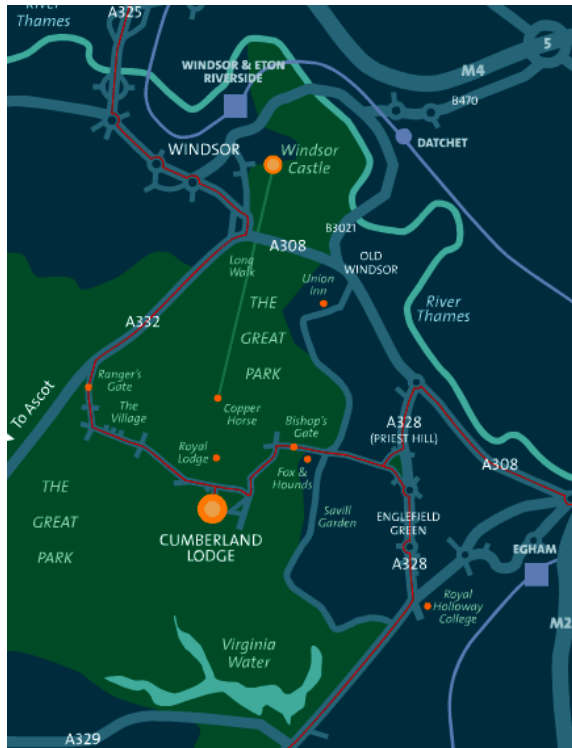 River
Thames
A325
WINDSOR & ETON
RIVERSIDE
5
M4
B470
DATCHET
WINDSOR
Windsor
Castle
B3021
A308
OLD
WINDSOR
Long
Walk
Union
Inn
River
Thames
THE
GREAT
PARK
A332
Ranger's
Gate
To Ascot
The
Village
Copper
Horse
Bishop's
Gate
A328
(PRIEST HILL)
Royal
Lodge
Fox &
Hounds
A308
THE
GREAT
PARK
Savill
Garden
ENGLEFIELD
GREEN
CUMBERLAND
LODGE
EGHAM
A328
Royal
Holloway
College
M2
Virginia
Water
A329